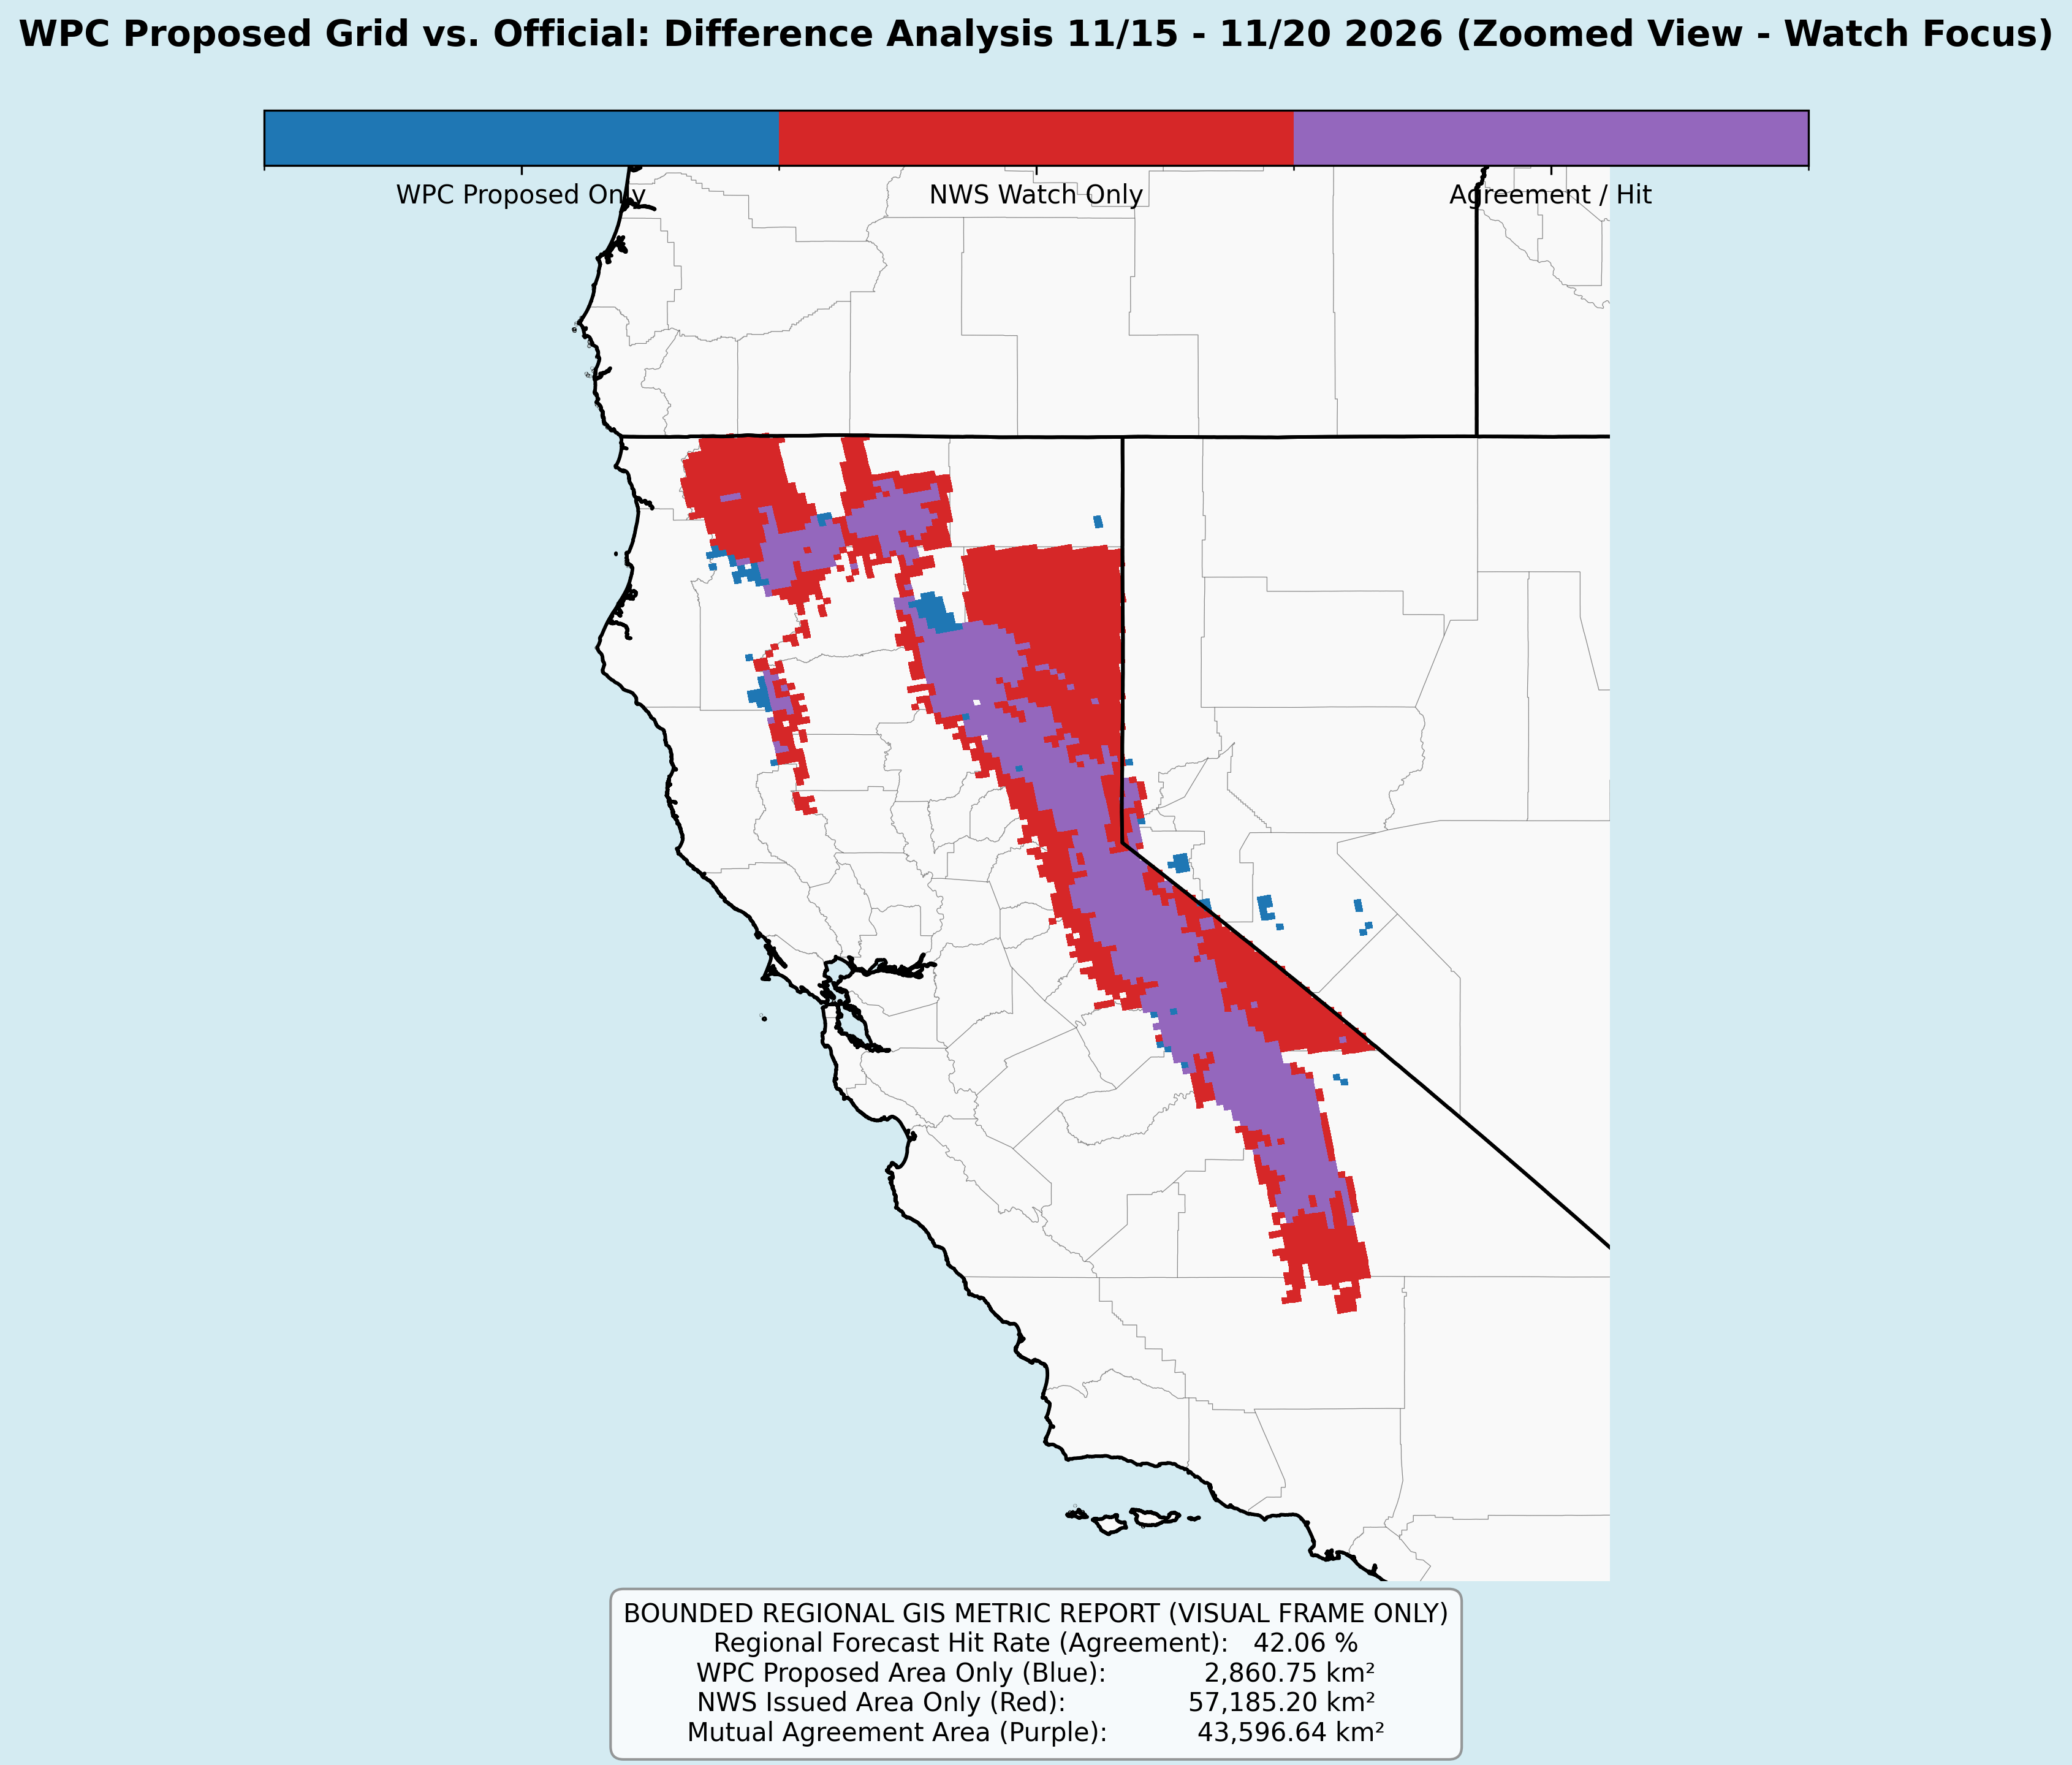 WPC Proposed Grid vs. Official: Difference Analysis 11/15 - 11/20 2026 (Zoomed View - Watch Focus)
WPC Proposed Only
NWS Watch Only
Agreement / Hit
BOUNDED REGIONAL GIS METRIC REPORT (VISUAL FRAME ONLY)
Regional Forecast Hit Rate (Agreement): 42.06 %
WPC Proposed Area Only (Blue): 2,860.75 km²
NWS Issued Area Only (Red): 57,185.20 km²
Mutual Agreement Area (Purple): 43,596.64 km²